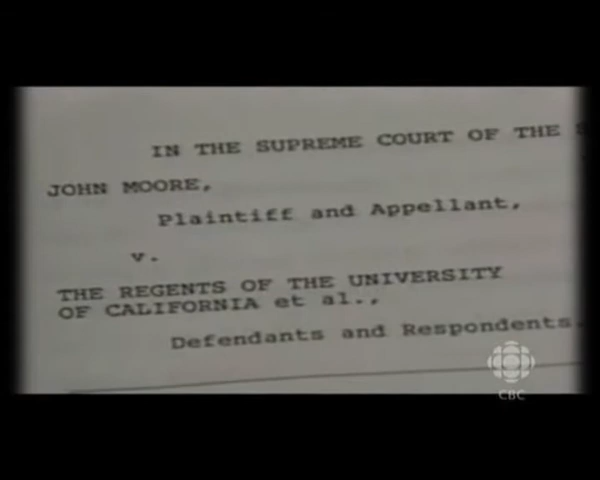 IN THE SUPREME COURT OF THE
JOHN MOORE,
Plaintiff and Appellant,
v.
THE REGENTS OF THE UNIVERSITY
OF CALIFORNIA et al.,
Defendants and Respondents.
CBC